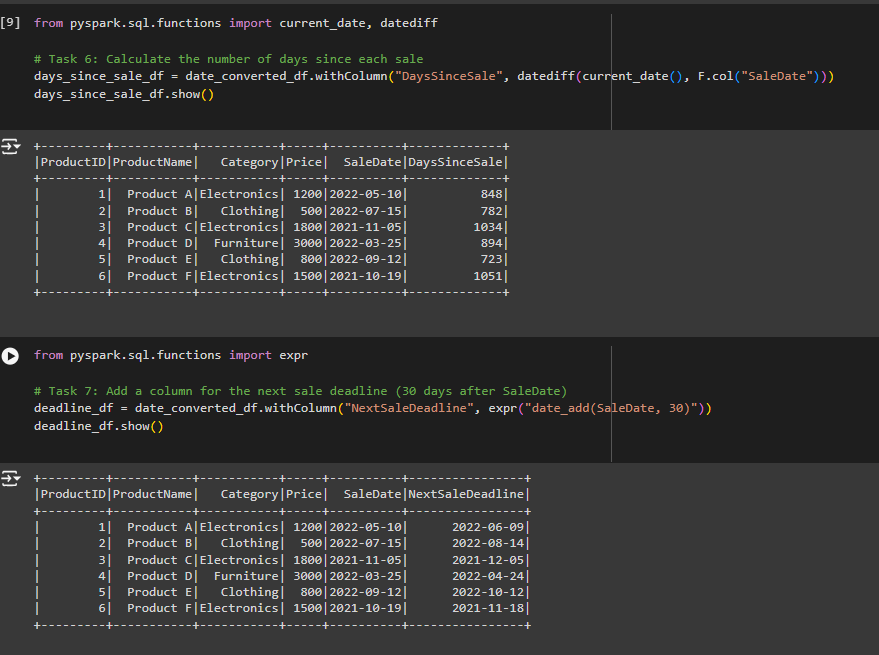 [9] from pyspark.sql.functions import current_date, datediff
# Task 6: Calculate the number of days since each sale
days_since_sale_df = date_converted_df.withColumn("DaysSinceSale", datediff(current_date(), F.col("SaleDate")))
days_since_sale_df.show()
+---------+-----------+-----------+-----+----------+-------------+
|ProductID|ProductName|   Category|Price|  SaleDate|DaysSinceSale|
+---------+-----------+-----------+-----+----------+-------------+
|        1|  Product A|Electronics| 1200|2022-05-10|          848|
|        2|  Product B|   Clothing|  500|2022-07-15|          782|
|        3|  Product C|Electronics| 1800|2021-11-05|         1034|
|        4|  Product D|  Furniture| 3000|2022-03-25|          894|
|        5|  Product E|   Clothing|  800|2022-09-12|          723|
|        6|  Product F|Electronics| 1500|2021-10-19|         1051|
+---------+-----------+-----------+-----+----------+-------------+
from pyspark.sql.functions import expr
# Task 7: Add a column for the next sale deadline (30 days after SaleDate)
deadline_df = date_converted_df.withColumn("NextSaleDeadline", expr("date_add(SaleDate, 30)"))
deadline_df.show()
+---------+-----------+-----------+-----+----------+----------------+
|ProductID|ProductName|   Category|Price|  SaleDate|NextSaleDeadline|
+---------+-----------+-----------+-----+----------+----------------+
|        1|  Product A|Electronics| 1200|2022-05-10|      2022-06-09|
|        2|  Product B|   Clothing|  500|2022-07-15|      2022-08-14|
|        3|  Product C|Electronics| 1800|2021-11-05|      2021-12-05|
|        4|  Product D|  Furniture| 3000|2022-03-25|      2022-04-24|
|        5|  Product E|   Clothing|  800|2022-09-12|      2022-10-12|
|        6|  Product F|Electronics| 1500|2021-10-19|      2021-11-18|
+---------+-----------+-----------+-----+----------+----------------+